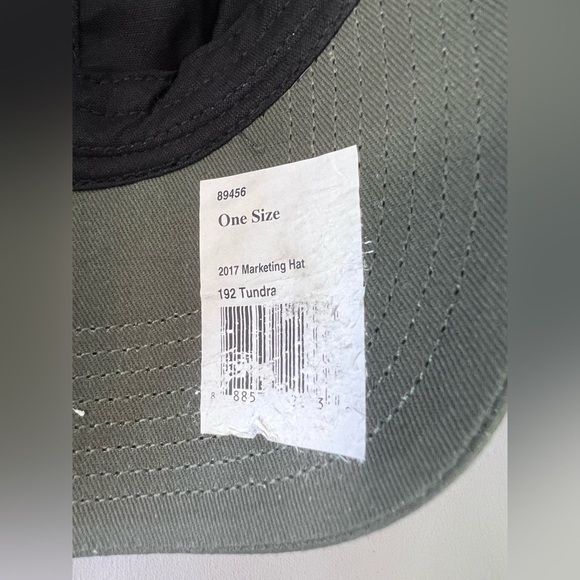 89456
One Size
2017 Marketing Hat
192 Tundra